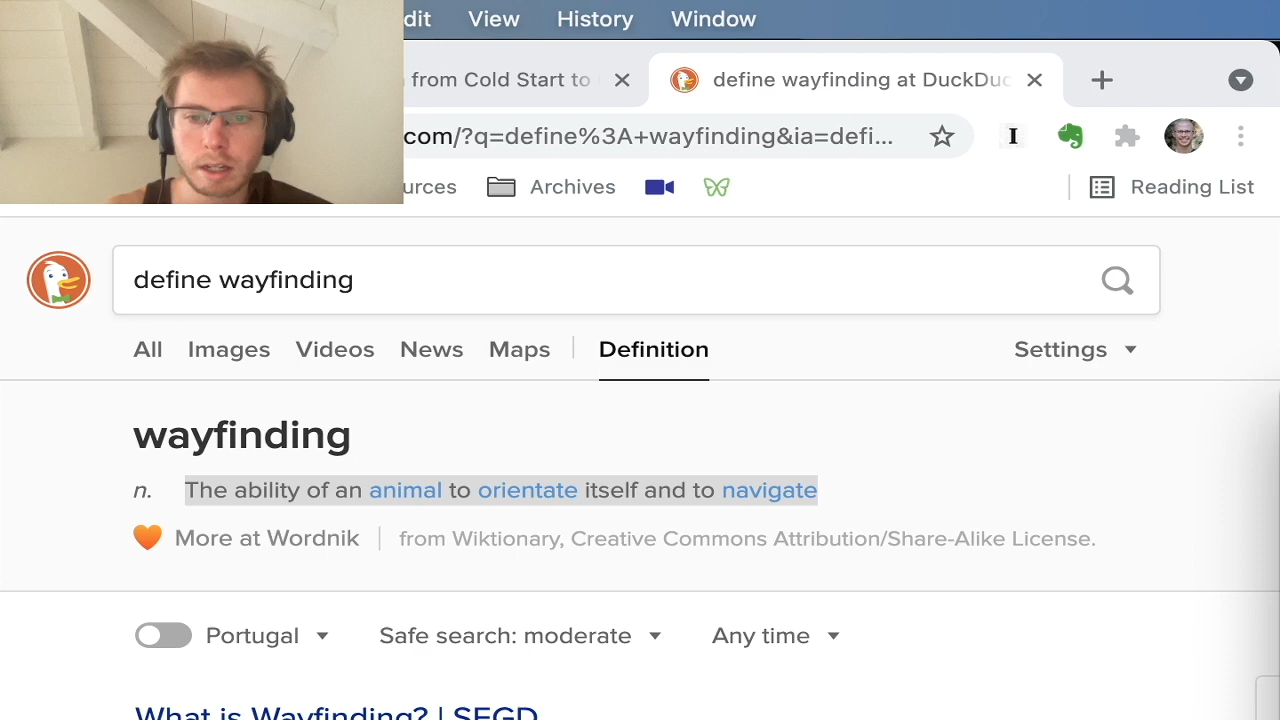 dit View History Window
from Cold Start to
define wayfinding at DuckDuc
com/?q=define%3A+wayfinding&ia=defi...
urces Archives Reading List
define wayfinding
All Images Videos News Maps Definition Settings
wayfinding
n. The ability of an animal to orientate itself and to navigate
More at Wordnik from Wiktionary, Creative Commons Attribution/Share-Alike License.
Portugal Safe search: moderate Any time
What is Wayfinding? | SEGD